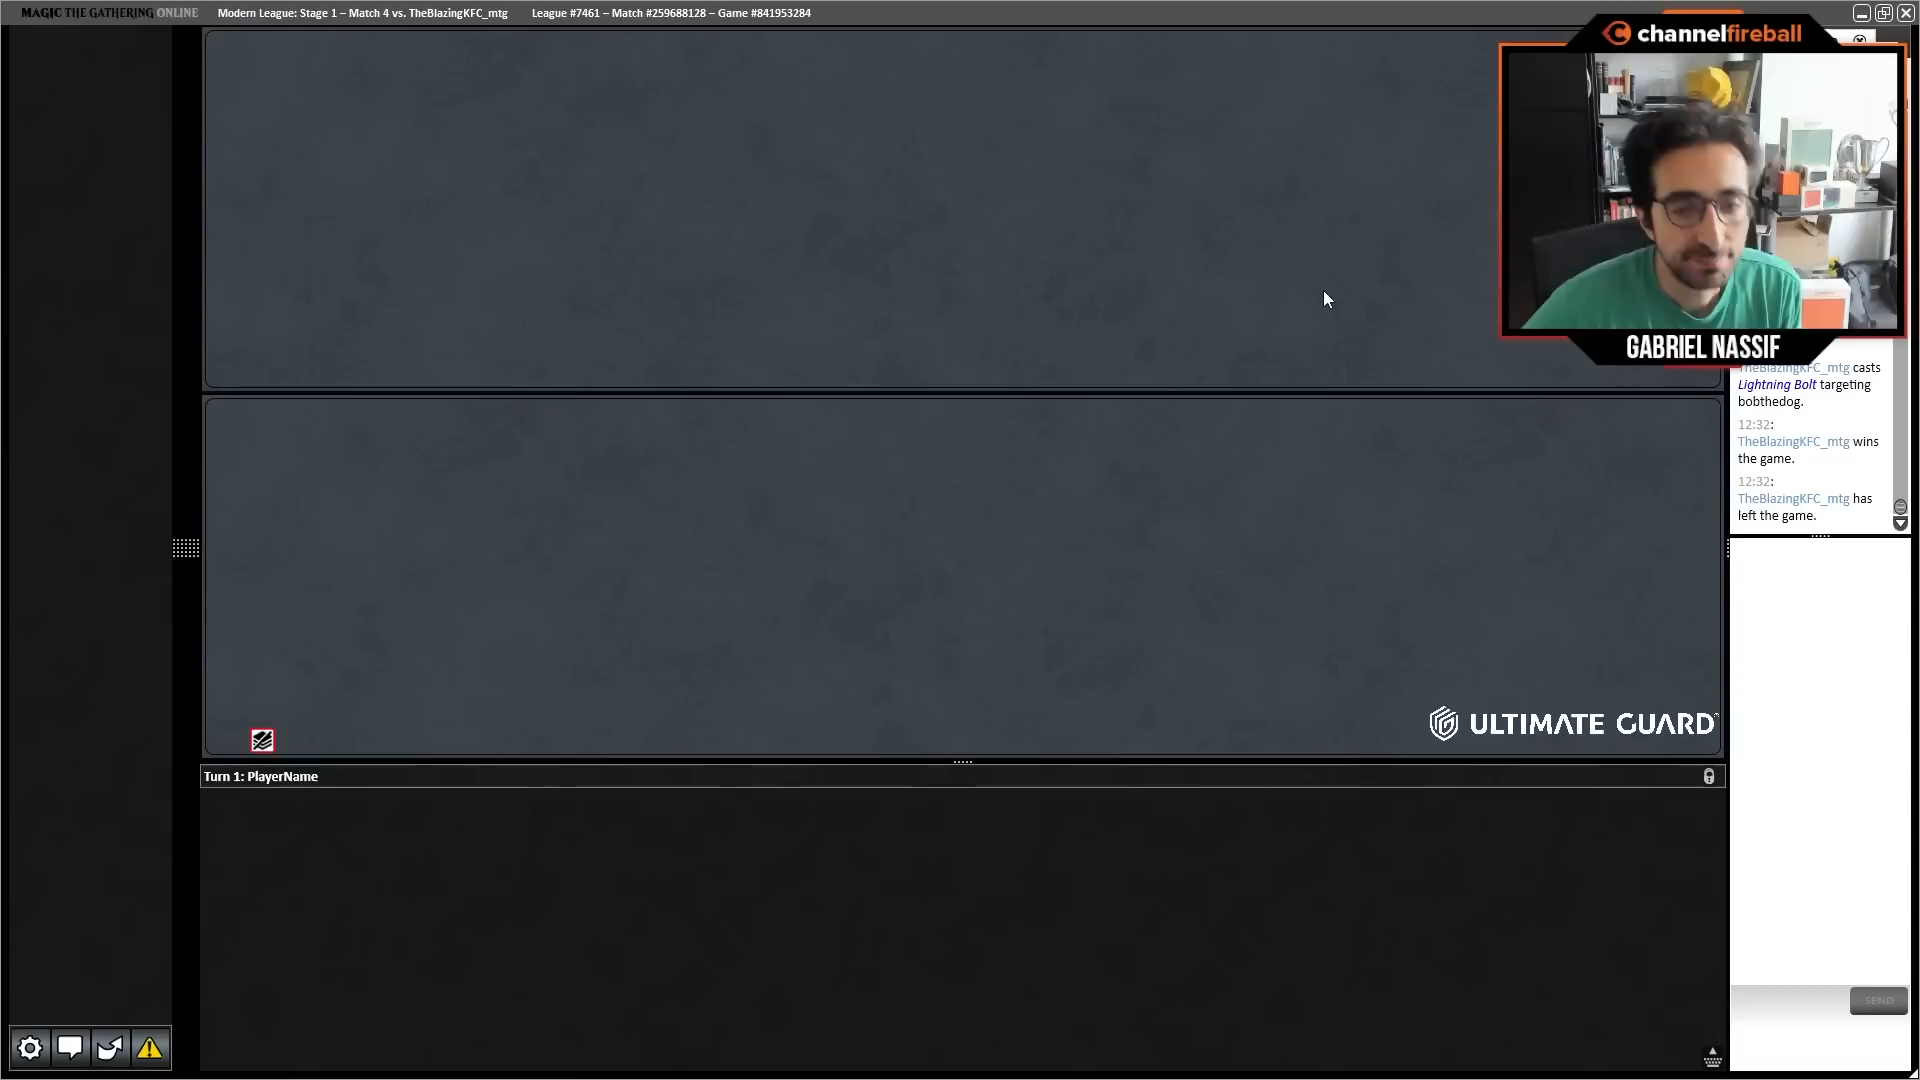 MAGIC THE GATHERING ONLINE
Modern League: Stage 1 – Match 4 vs. TheBlazingKFC_mtg
League #7461 – Match #259688128 – Game #841953284
channelfireball
GABRIEL NASSIF
TheBlazingKFC_mtg casts
Lightning Bolt targeting
bobthedog.
12:32:
TheBlazingKFC_mtg wins
the game.
12:32:
TheBlazingKFC_mtg has
left the game.
ULTIMATE GUARD
Turn 1: PlayerName
SEND